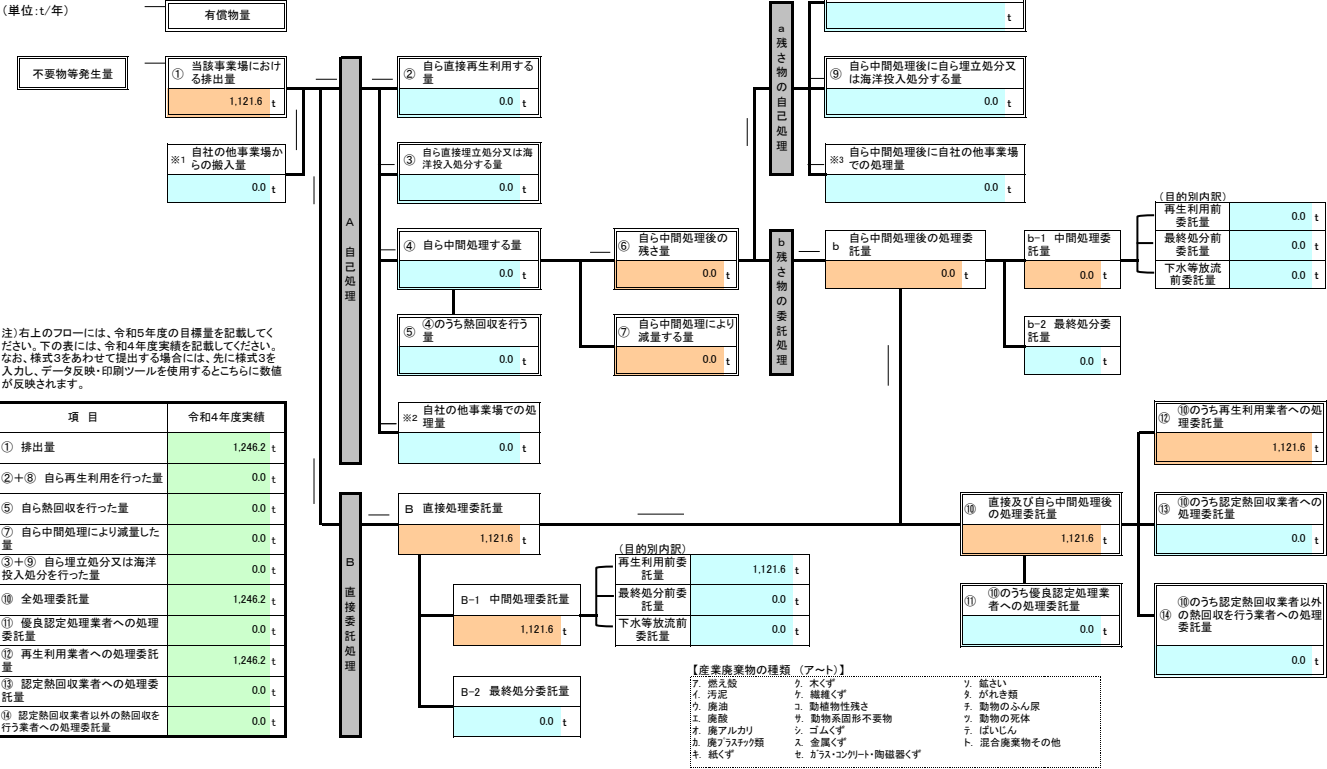 (単位:t/年)
有償物量
不要物等発生量
① 当該事業場におけ
る排出量
1,121.6 t
※1 自社の他事業場か
らの搬入量
0.0 t
A 自己処理
② 自ら直接再生利用する
量
0.0 t
③ 自ら直接埋立処分又は海
洋投入処分する量
0.0 t
④ 自ら中間処理する量
0.0 t
⑤ ④のうち熱回収を行う
量
0.0 t
※2 自社の他事業場での処
理量
0.0 t
⑥ 自ら中間処理後の
残さ量
0.0 t
⑦ 自ら中間処理により
減量する量
0.0 t
a 残さ物の自己処理
t
⑨ 自ら中間処理後に自ら埋立処分又
は海洋投入処分する量
0.0 t
※3 自ら中間処理後に自社の他事業場
での処理量
0.0 t
b 残さ物の委託処理
b 自ら中間処理後の処理委
託量
0.0 t
b-1 中間処理委
託量
0.0 t
(目的別内訳)
再生利用前
委託量
0.0 t
最終処分前
委託量
0.0 t
下水等放流
前委託量
0.0 t
b-2 最終処分委
託量
0.0 t
注)右上のフローには、令和5年度の目標量を記載してく
ださい。下の表には、令和4年度実績を記載してください。
なお、様式3をあわせて提出する場合には、先に様式3を
入力し、データ反映・印刷ツールを使用するとこちらに数値
が反映されます。
項 目 令和4年度実績
① 排出量 1,246.2 t
②+⑧ 自ら再生利用を行った量 0.0 t
⑤ 自ら熱回収を行った量 0.0 t
⑦ 自ら中間処理により減量した
量 0.0 t
③+⑨ 自ら埋立処分又は海洋
投入処分を行った量 0.0 t
⑩ 全処理委託量 1,246.2 t
⑪ 優良認定処理業者への処理
委託量 0.0 t
⑫ 再生利用業者への処理委託
量 1,246.2 t
⑬ 認定熱回収業者への処理委
託量 0.0 t
⑭ 認定熱回収業者以外の熱回収を
行う業者への処理委託量 0.0 t
B 直接委託処理
B 直接処理委託量
1,121.6 t
B-1 中間処理委託量
1,121.6 t
(目的別内訳)
再生利用前委
託量
1,121.6 t
最終処分前委
託量
0.0 t
下水等放流前
委託量
0.0 t
B-2 最終処分委託量
0.0 t
⑩ 直接及び自ら中間処理後
の処理委託量
1,121.6 t
⑪ ⑩のうち優良認定処理業
者への処理委託量
0.0 t
⑫ ⑩のうち再生利用業者への処
理委託量
1,121.6 t
⑬ ⑩のうち認定熱回収業者への
処理委託量
0.0 t
⑭ ⑩のうち認定熱回収業者以外
の熱回収を行う業者への処理
委託量
0.0 t
【産業廃棄物の種類 (ア~ト)】
ア. 燃え殻 ク. 木くず ソ. 鉱さい
イ. 汚泥 ケ. 繊維くず タ. がれき類
ウ. 廃油 コ. 動植物性残さ チ. 動物のふん尿
エ. 廃酸 サ. 動物系固形不要物 ツ. 動物の死体
オ. 廃アルカリ シ. ゴムくず テ. ばいじん
カ. 廃プラスチック類 ス. 金属くず ト. 混合廃棄物その他
キ. 紙くず セ. ガラス・コンクリート・陶磁器くず